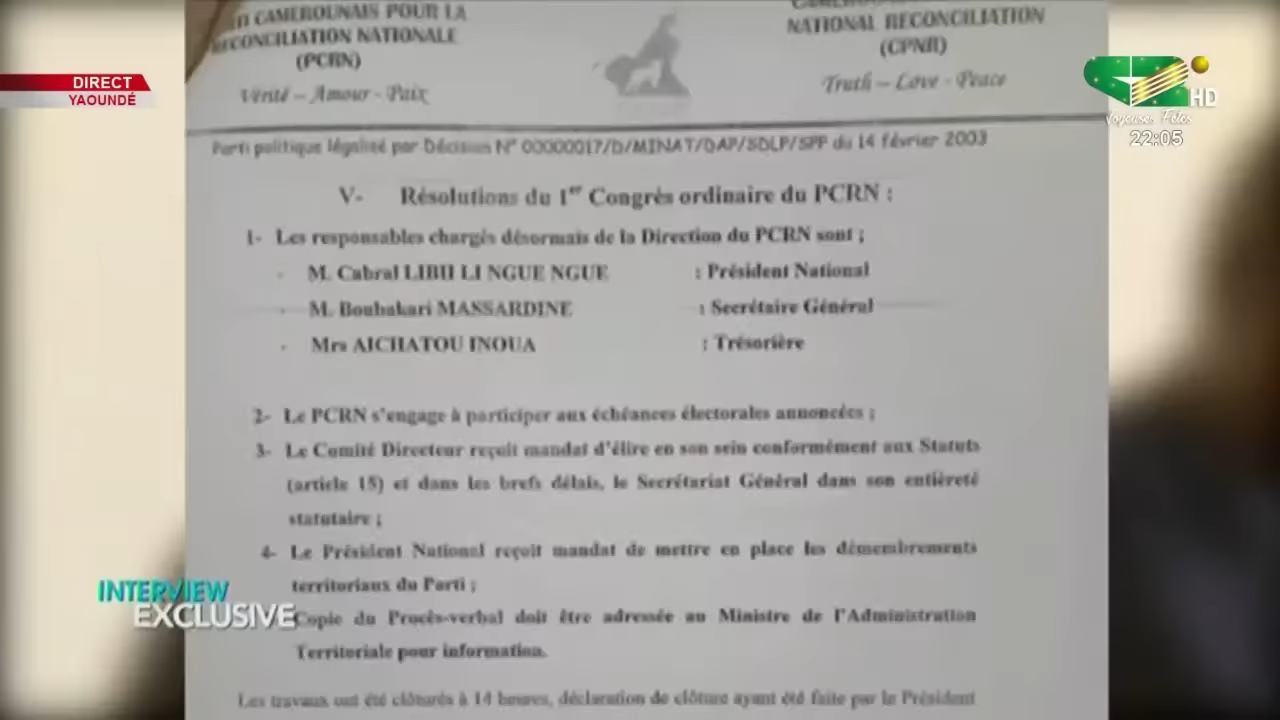 CAMEROUNAIS POUR LA
RECONCILIATION NATIONALE
(PCRN)
Vérité – Amour - Paix
NATIONAL RECONCILIATION
(CPNR)
Truth – Love - Peace
DIRECT
YAOUNDÉ
HD
Voyeuses Fêtes
22:05
Parti politique légalisé par Décision N° 00000017/D/MINAT/DAP/SDLP/SPP du 14 février 2003
V- Résolutions du 1er Congrès ordinaire du PCRN :
1- Les responsables chargés désormais de la Direction du PCRN sont ;
- M. Cabral LIBII LI NGUE NGUE : Président National
- M. Boubakari MASSARDINE : Secrétaire Général
- Mrs AICHATOU INOUA : Trésorière
2- Le PCRN s'engage à participer aux échéances électorales annoncées ;
3- Le Comité Directeur reçoit mandat d'élire en son sein conformément aux Statuts
(article 15) et dans les brefs délais, le Secrétariat Général dans son entièreté
statutaire ;
4- Le Président National reçoit mandat de mettre en place les démembrements
territoriaux du Parti ;
Copie du Procès-verbal doit être adressée au Ministre de l'Administration
Territoriale pour information.
INTERVIEW
EXCLUSIVE
Les travaux ont été clôturés à 14 heures, déclaration de clôture ayant été faite par le Président